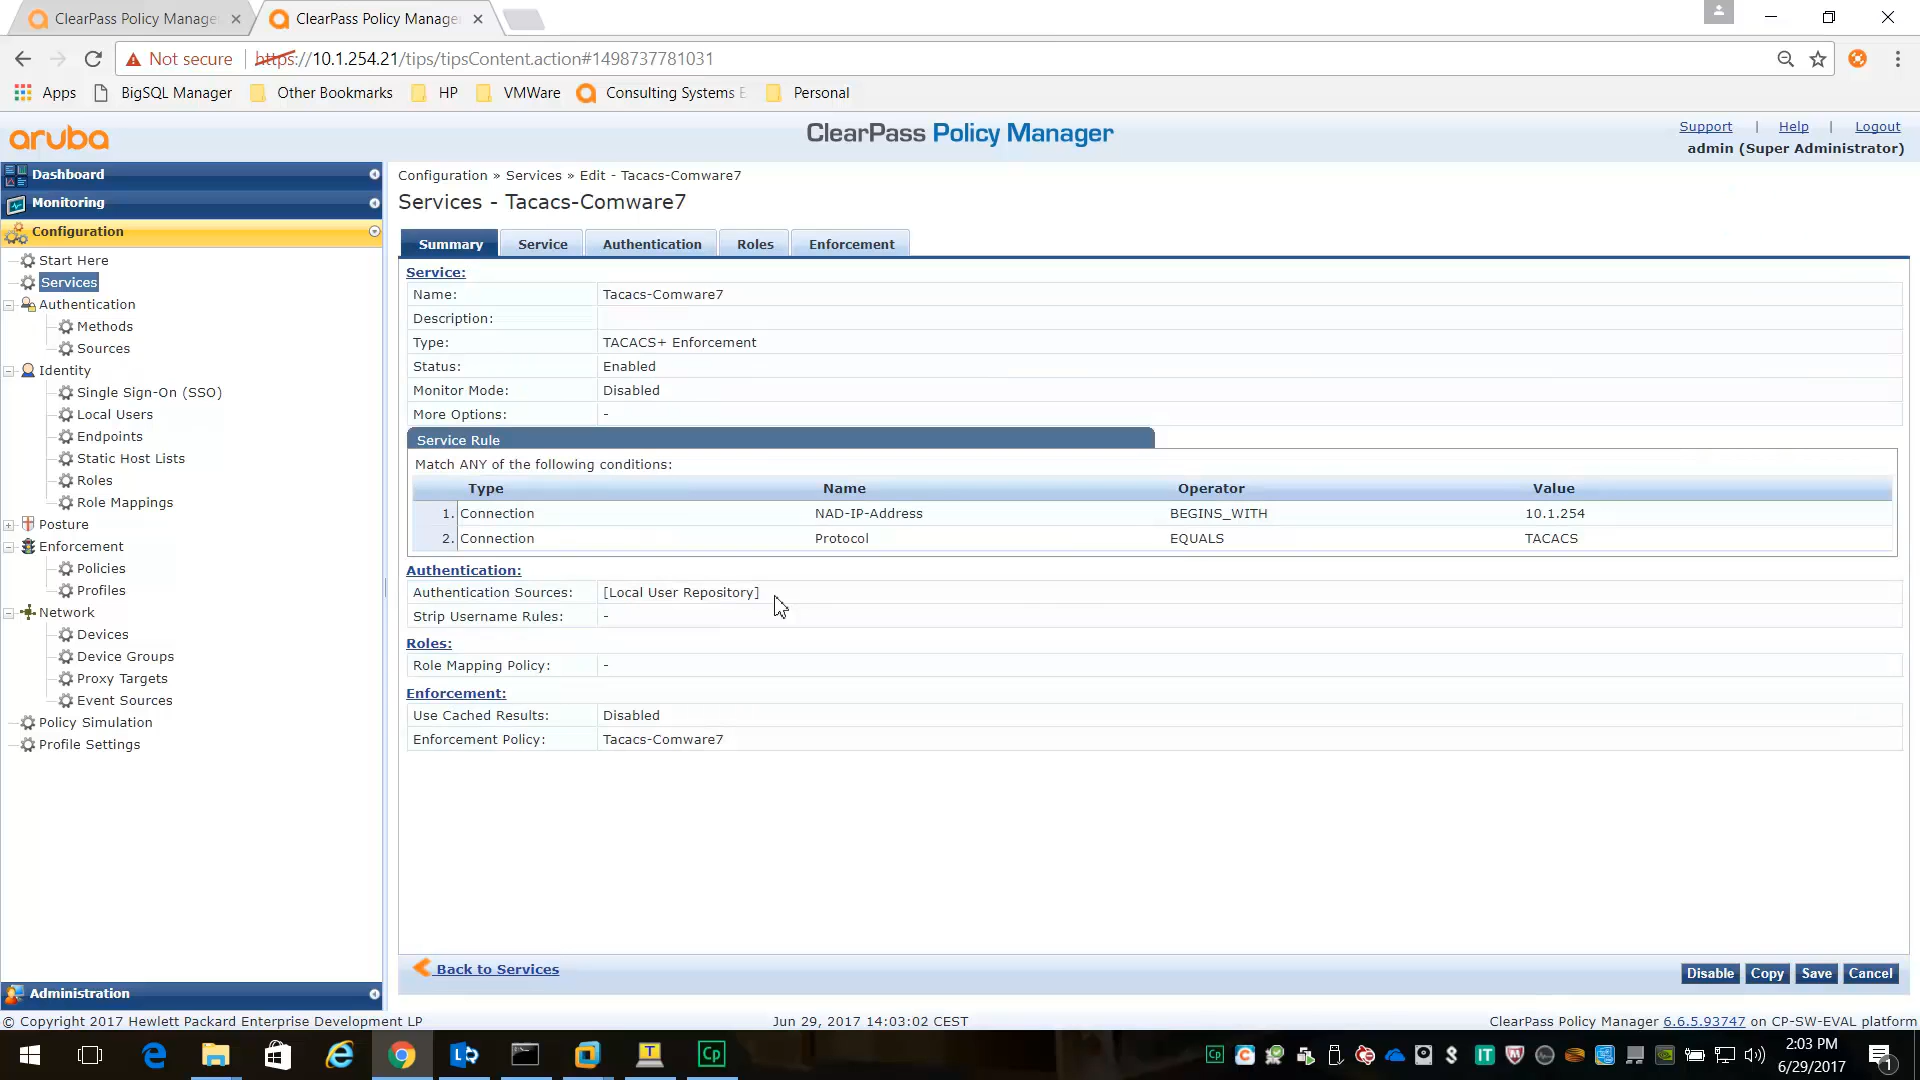 ClearPass Policy Manage
ClearPass Policy Manage
Not secure
https://10.1.254.21/tips/tipsContent.action#1498737781031
Apps
BigSQL Manager
Other Bookmarks
HP
VMWare
Consulting Systems E
Personal
aruba
ClearPass Policy Manager
Support | Help | Logout
admin (Super Administrator)
Dashboard
Monitoring
Configuration
Start Here
Services
Authentication
Methods
Sources
Identity
Single Sign-On (SSO)
Local Users
Endpoints
Static Host Lists
Roles
Role Mappings
Posture
Enforcement
Policies
Profiles
Network
Devices
Device Groups
Proxy Targets
Event Sources
Policy Simulation
Profile Settings
Administration
Configuration » Services » Edit - Tacacs-Comware7
Services - Tacacs-Comware7
Summary Service Authentication Roles Enforcement
Service:
Name: Tacacs-Comware7
Description:
Type: TACACS+ Enforcement
Status: Enabled
Monitor Mode: Disabled
More Options: -
Service Rule
Match ANY of the following conditions:
Type Name Operator Value
1. Connection NAD-IP-Address BEGINS_WITH 10.1.254
2. Connection Protocol EQUALS TACACS
Authentication:
Authentication Sources: [Local User Repository]
Strip Username Rules: -
Roles:
Role Mapping Policy: -
Enforcement:
Use Cached Results: Disabled
Enforcement Policy: Tacacs-Comware7
Back to Services
Disable Copy Save Cancel
© Copyright 2017 Hewlett Packard Enterprise Development LP
Jun 29, 2017 14:03:02 CEST
ClearPass Policy Manager 6.6.5.93747 on CP-SW-EVAL platform
2:03 PM
6/29/2017
1